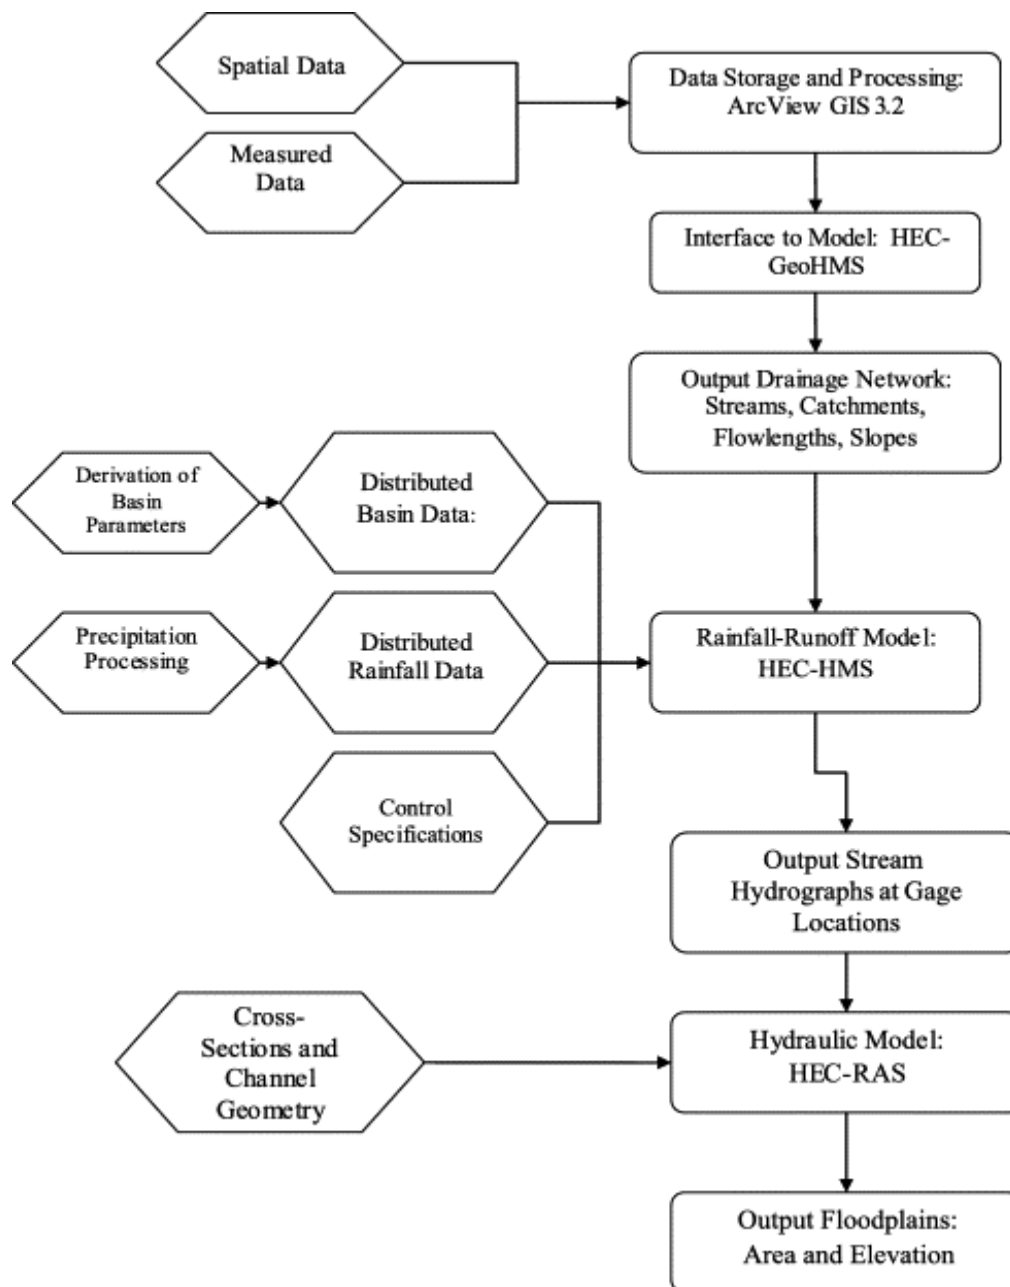 Spatial Data
Data Storage and Processing:
ArcView GIS 3.2
Measured
Data
Interface to Model: HEC-
GeoHMS
Output Drainage Network:
Streams, Catchments,
Flowlengths, Slopes
Derivation of
Basin
Parameters
Distributed
Basin Data:
Precipitation
Processing
Distributed
Rainfall Data
Rainfall-Runoff Model:
HEC-HMS
Control
Specifications
Output Stream
Hydrographs at Gage
Locations
Cross-
Sections and
Channel
Geometry
Hydraulic Model:
HEC-RAS
Output Floodplains:
Area and Elevation